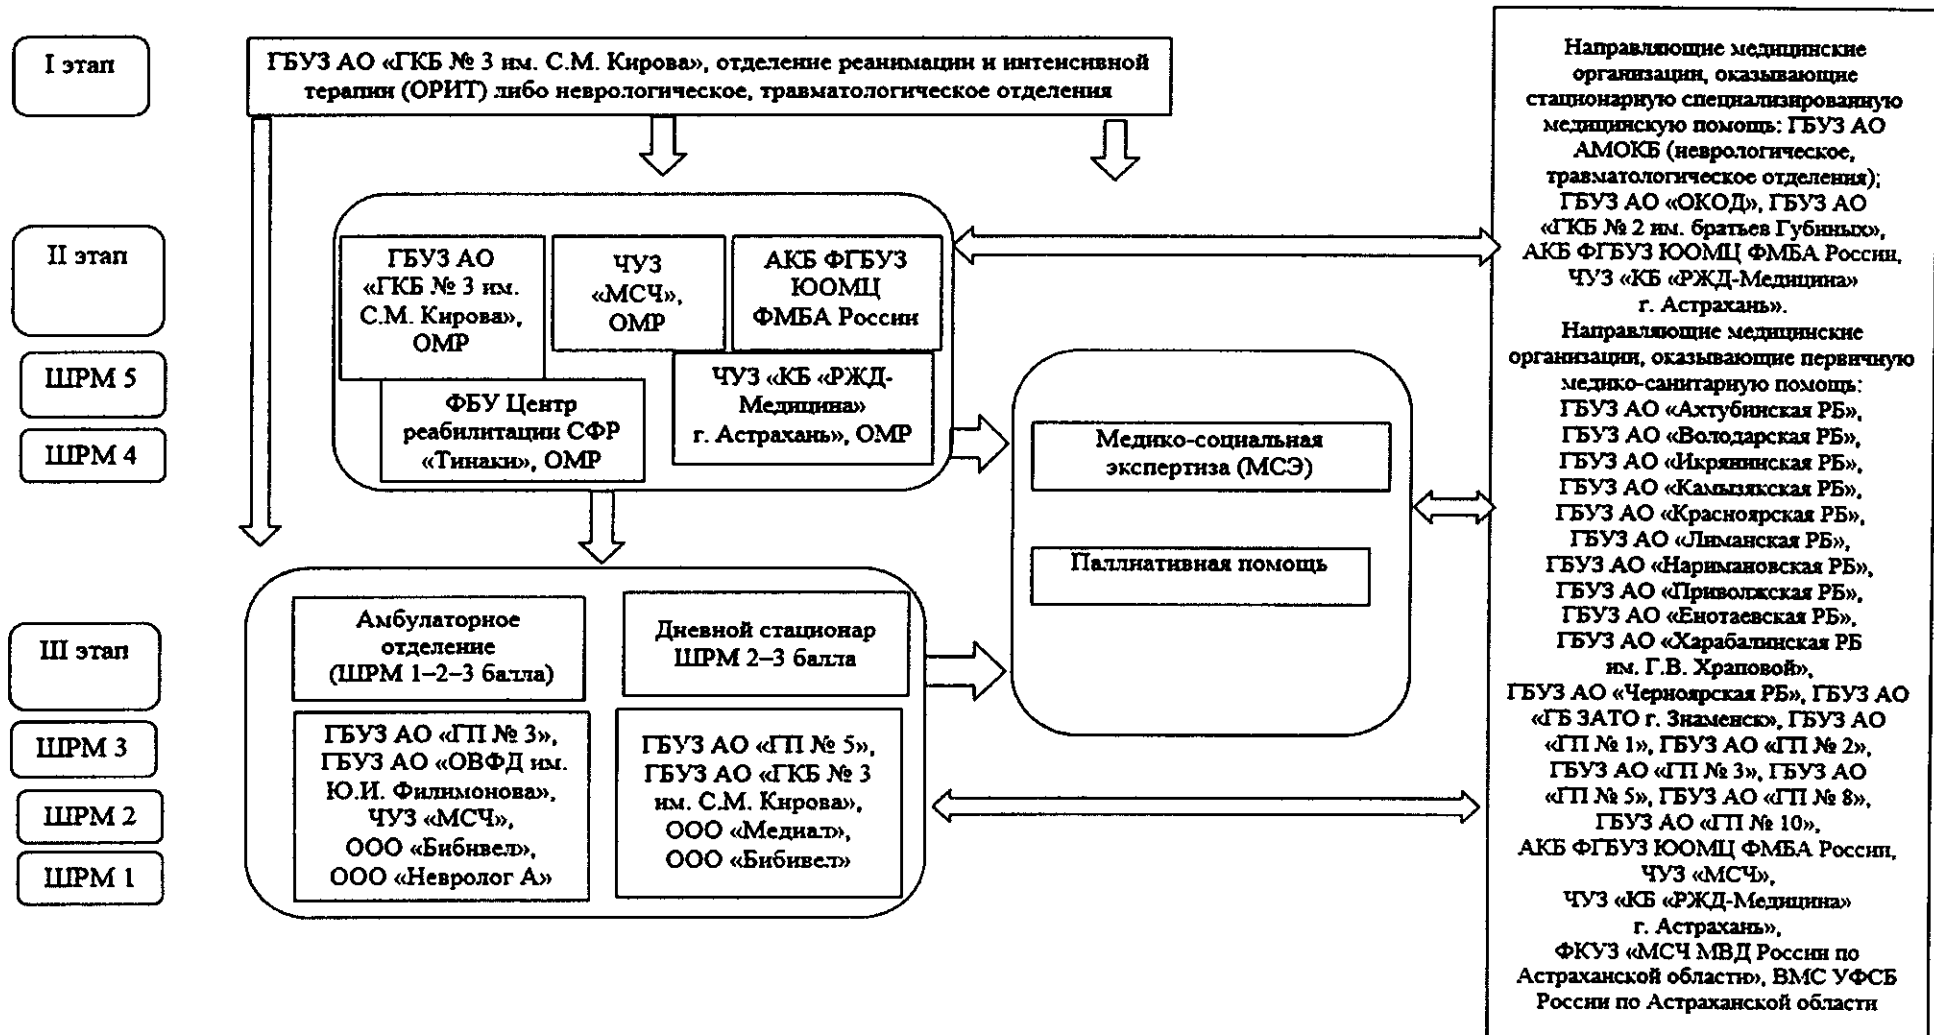 I этап
ГБУЗ АО «ГКБ № 3 им. С.М. Кирова», отделение реанимации и интенсивной
терапии (ОРИТ) либо неврологическое, травматологическое отделения
II этап
ШРМ 5
ШРМ 4
ГБУЗ АО
«ГКБ № 3 им.
С.М. Кирова»,
ОМР
ЧУЗ
«МСЧ»,
ОМР
АКБ ФГБУЗ
ЮОМЦ
ФМБА России
ФБУ Центр
реабилитации СФР
«Тинаки», ОМР
ЧУЗ «КБ «РЖД-
Медицина»
г. Астрахань», ОМР
Медико-социальная
экспертиза (МСЭ)
Паллиативная помощь
III этап
ШРМ 3
ШРМ 2
ШРМ 1
Амбулаторное
отделение
(ШРМ 1–2–3 балла)
Дневной стационар
ШРМ 2–3 балла
ГБУЗ АО «ГП № 3»,
ГБУЗ АО «ОВФД им.
Ю.И. Филимонова»,
ЧУЗ «МСЧ»,
ООО «Бибивел»,
ООО «Невролог А»
ГБУЗ АО «ГП № 5»,
ГБУЗ АО «ГКБ № 3
им. С.М. Кирова»,
ООО «Медиал»,
ООО «Бибивел»
Направляющие медицинские
организации, оказывающие
стационарную специализированную
медицинскую помощь: ГБУЗ АО
АМОКБ (неврологическое,
травматологическое отделения);
ГБУЗ АО «ОКОД», ГБУЗ АО
«ГКБ № 2 им. братьев Губиных»,
АКБ ФГБУЗ ЮОМЦ ФМБА России,
ЧУЗ «КБ «РЖД-Медицина»
г. Астрахань».
Направляющие медицинские
организации, оказывающие первичную
медико-санитарную помощь:
ГБУЗ АО «Ахтубинская РБ»,
ГБУЗ АО «Володарская РБ»,
ГБУЗ АО «Икрянинская РБ»,
ГБУЗ АО «Камызякская РБ»,
ГБУЗ АО «Красноярская РБ»,
ГБУЗ АО «Лиманская РБ»,
ГБУЗ АО «Наримановская РБ»,
ГБУЗ АО «Приволжская РБ»,
ГБУЗ АО «Енотаевская РБ»,
ГБУЗ АО «Харабалинская РБ
им. Г.В. Храповой»,
ГБУЗ АО «Черноярская РБ», ГБУЗ АО
«ГБ ЗАТО г. Знаменск», ГБУЗ АО
«ГП № 1», ГБУЗ АО «ГП № 2»,
ГБУЗ АО «ГП № 3», ГБУЗ АО
«ГП № 5», ГБУЗ АО «ГП № 8»,
ГБУЗ АО «ГП № 10»,
АКБ ФГБУЗ ЮОМЦ ФМБА России,
ЧУЗ «МСЧ»,
ЧУЗ «КБ «РЖД-Медицина»
г. Астрахань»,
ФКУЗ «МСЧ МВД России по
Астраханской области», ВМС УФСБ
России по Астраханской области